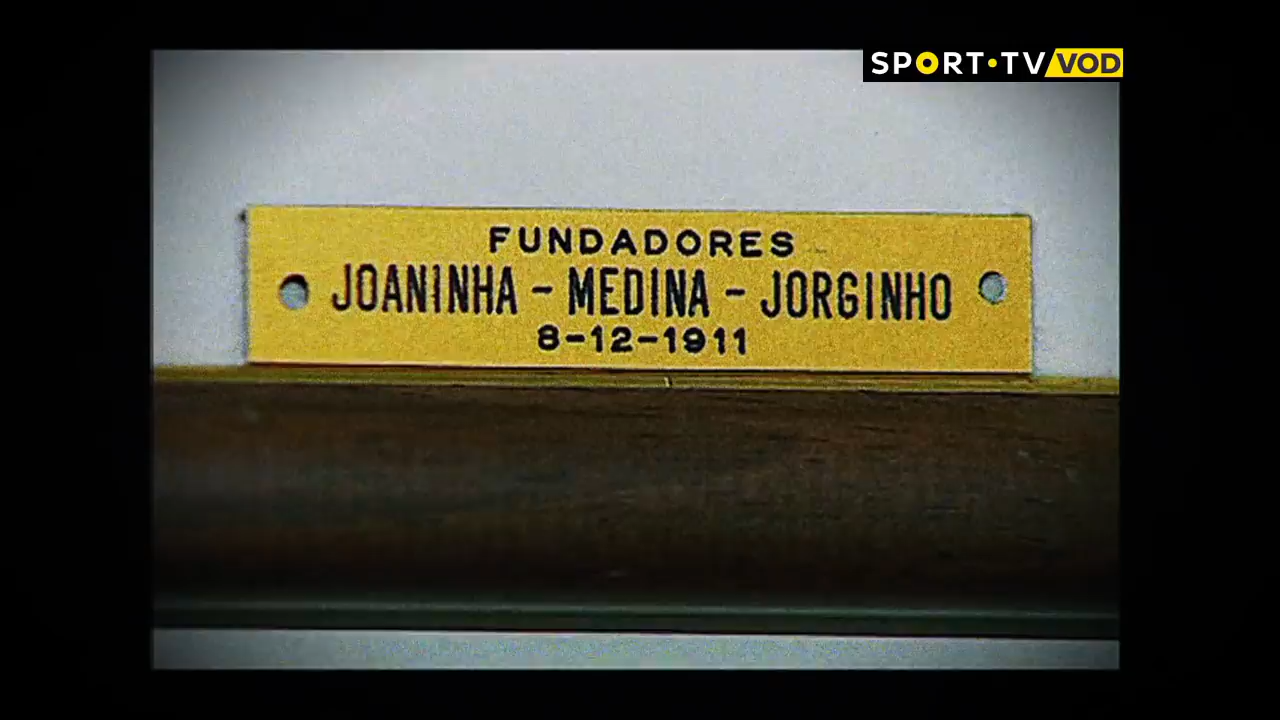 SPORT•TV VOD
FUNDADORES
JOANINHA - MEDINA - JORGINHO
8-12-1911